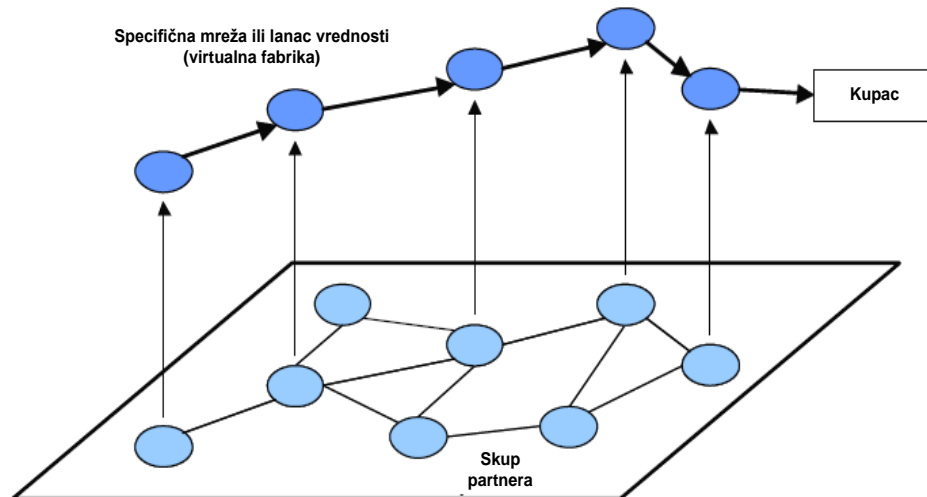 Specifična mreža ili lanac vrednosti
(virtualna fabrika)
Kupac
Skup
partnera